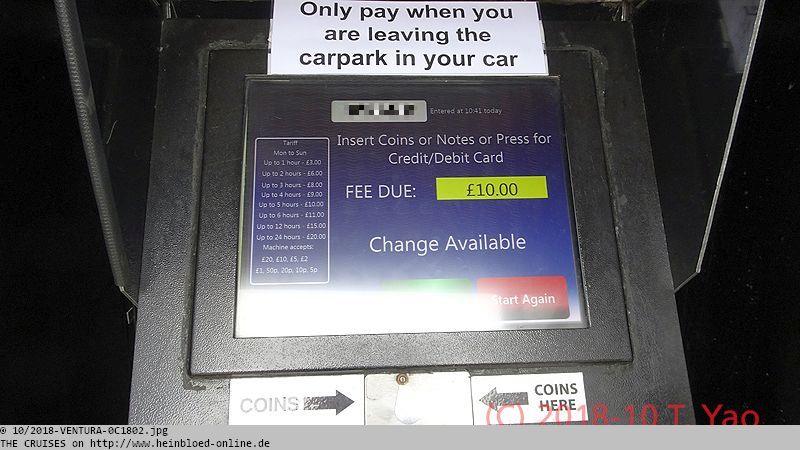 Only pay when you
are leaving the
carpark in your car
Entered at 10:41 today
Insert Coins or Notes or Press for
Credit/Debit Card
Tariff
Mon to Sun
Up to 1 hour - £3.00
Up to 2 hours - £6.00
Up to 3 hours - £8.00
Up to 4 hours - £9.00
Up to 5 hours - £10.00
Up to 6 hours - £11.00
Up to 12 hours - £15.00
Up to 24 hours - £20.00
Machine accepts:
£20, £10, £5, £2
£1, 50p, 20p, 10p, 5p
FEE DUE: £10.00
Change Available
Start Again
COINS
COINS
HERE
(C) 2018-10 T. Yao
© 10/2018-VENTURA-0C1802.jpg
THE CRUISES on http://www.heinbloed-online.de